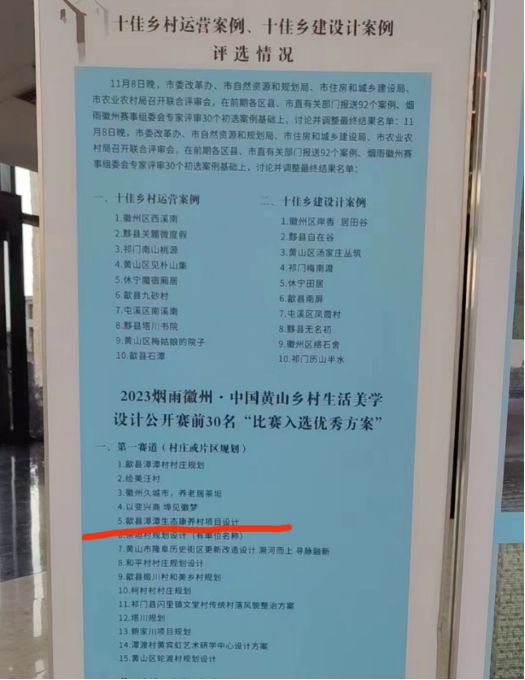 十佳乡村运营案例、十佳乡建设计案例
评选情况
11月8日晚，市委改革办、市自然资源和规划局、市住房和城乡建设局、
市农业农村局召开联合评审会，在前期各区县、市直有关部门报送92个案例、烟
雨徽州赛事组委会专家评审30个初选案例基础上，讨论并调整最终结果名单：11
月8日晚，市委改革办、市自然资源和规划局、市住房和城乡建设局、市农业农
村局召开联合评审会，在前期各区县、市直有关部门报送92个案例、烟雨徽州赛
事组委会专家评审30个初选案例基础上，讨论并调整最终结果名单：
一、十佳乡村运营案例
1.徽州区西溪南
2.黟县关麓微度假
3.祁门南山桃源
4.黄山区见朴山集
5.休宁魔宿厢居
6.歙县九砂村
7.屯溪区南溪南
8.黟县塔川书院
9.黄山区梅姑娘的院子
10.歙县石潭
二、十佳乡建设计案例
1.徽州区岸香 居田谷
2.黟县自在谷
3.黄山区汤家庄丛筑
4.祁门梅南渡
5.休宁田居
6.歙县南屏
7.屯溪区凤霞村
8.黟县无名初
9.徽州区络石舍
10.祁门历山半水
2023烟雨徽州·中国黄山乡村生活美学
设计公开赛前30名“比赛入选优秀方案”
一、第一赛道（村庄或片区规划）
1.歙县漳潭村村庄规划
2.绘美汪村
3.徽州久城市，养老居茶坦
4.以变兴商 埠见徽梦
5.歙县漳潭生态康养村项目设计
村规划设计（有单位名称）
7.黄山市隆阜历史街区更新改造设计 溯河而上 寻脉融新
8.和平村村庄规划设计
9.歙县瞻川村和美乡村规划
10.柯村村村庄规划
11.祁门县闪里镇文堂村传统村落风貌整治方案
12.塔川规划
13.鲍家川项目规划
14.潭渡村黄宾虹艺术研学中心设计方案
15.黄山区轮渡村规划设计